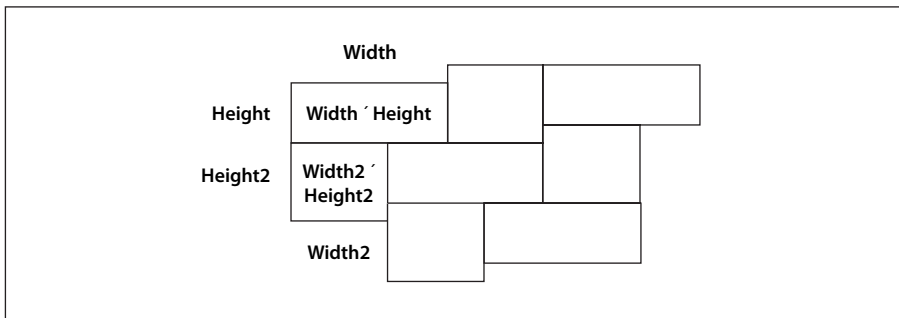 Width
Height
Width ´ Height
Height2
Width2 ´
Height2
Width2